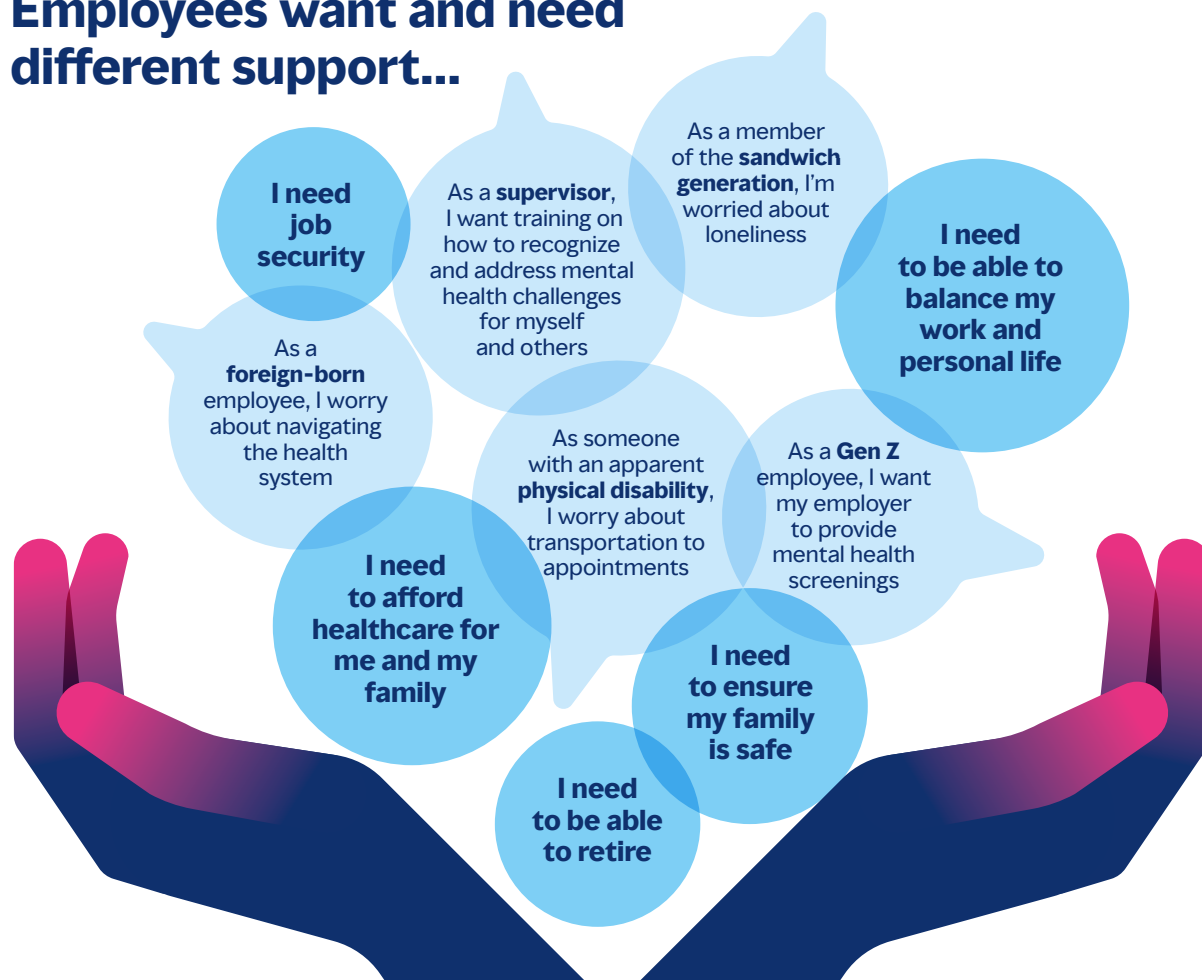 Employees want and need
different support...
I need
job
security
As a supervisor,
I want training on
how to recognize
and address mental
health challenges
for myself
and others
As a member
of the sandwich
generation, I'm
worried about
loneliness
I need
to be able to
balance my
work and
personal life
As a
foreign-born
employee, I worry
about navigating
the health
system
As someone
with an apparent
physical disability,
I worry about
transportation to
appointments
As a Gen Z
employee, I want
my employer
to provide
mental health
screenings
I need
to afford
healthcare for
me and my
family
I need
to ensure
my family
is safe
I need
to be able
to retire